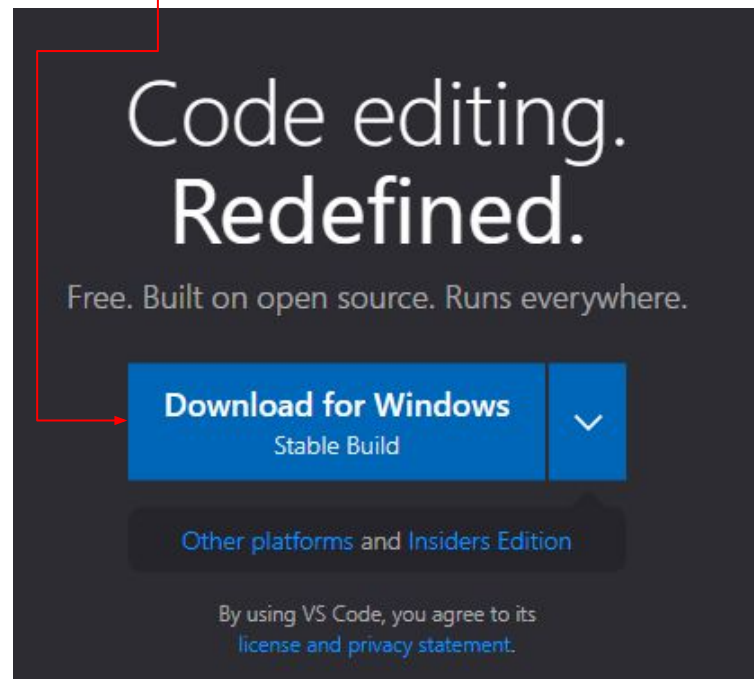 Code editing.
Redefined.
Free. Built on open source. Runs everywhere.
Download for Windows
Stable Build
Other platforms and Insiders Edition
By using VS Code, you agree to its
license and privacy statement.